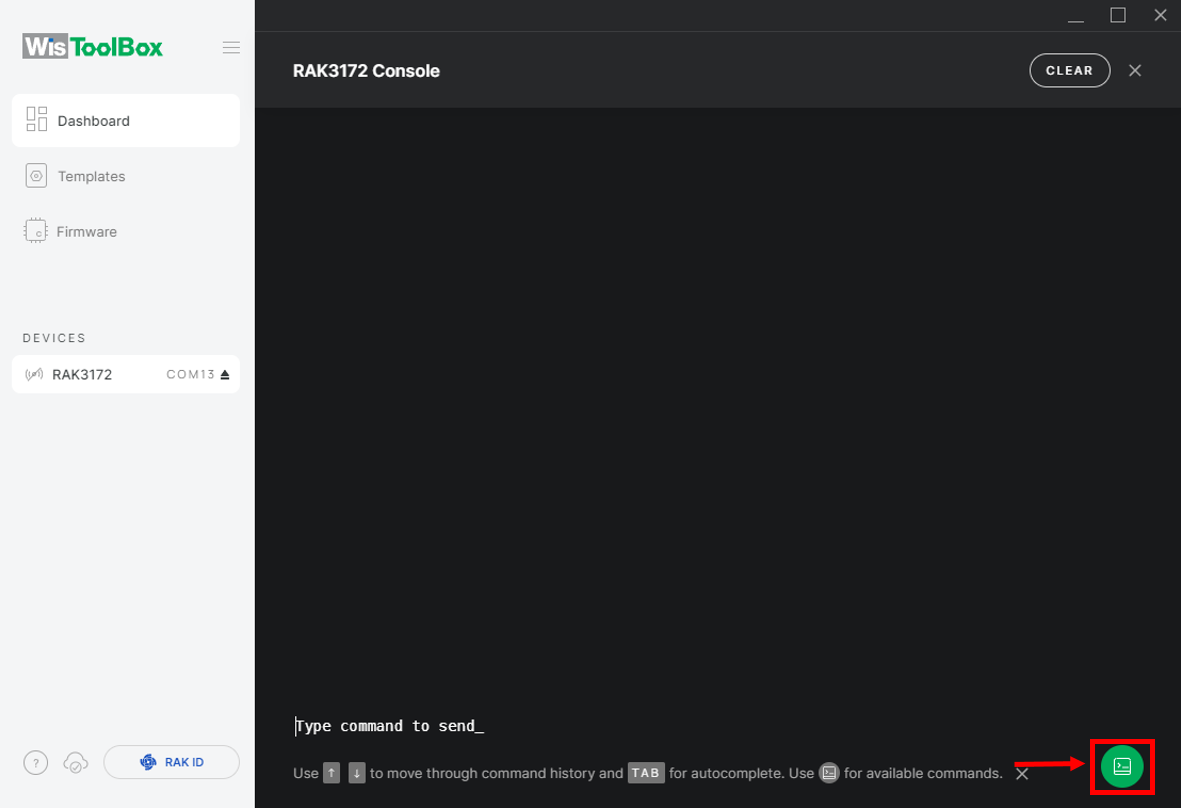 WisToolBox
Dashboard
Templates
Firmware
DEVICES
RAK3172 COM13
? RAK ID
RAK3172 Console
CLEAR
Type command to send_
Use ↑ ↓ to move through command history and TAB for autocomplete. Use for available commands.